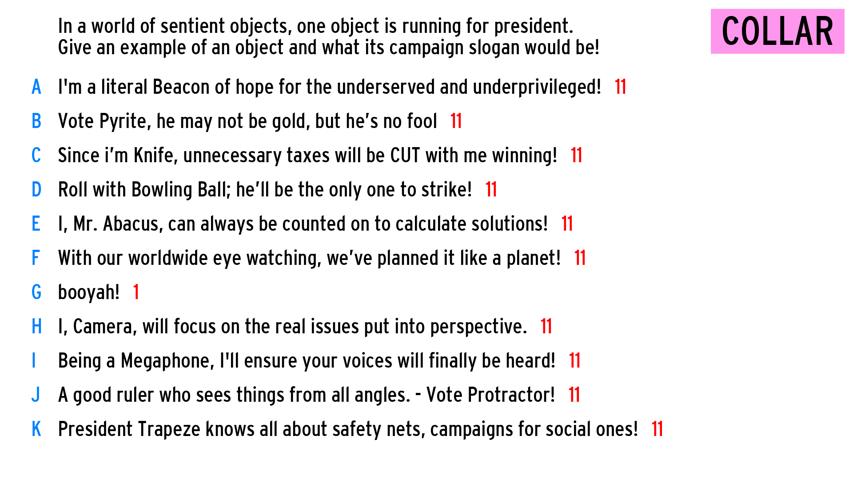 In a world of sentient objects, one object is running for president.
Give an example of an object and what its campaign slogan would be!
COLLAR
A I'm a literal Beacon of hope for the underserved and underprivileged! 11
B Vote Pyrite, he may not be gold, but he’s no fool 11
C Since i’m Knife, unnecessary taxes will be CUT with me winning! 11
D Roll with Bowling Ball; he’ll be the only one to strike! 11
E I, Mr. Abacus, can always be counted on to calculate solutions! 11
F With our worldwide eye watching, we’ve planned it like a planet! 11
G booyah! 1
H I, Camera, will focus on the real issues put into perspective. 11
I Being a Megaphone, I'll ensure your voices will finally be heard! 11
J A good ruler who sees things from all angles. - Vote Protractor! 11
K President Trapeze knows all about safety nets, campaigns for social ones! 11